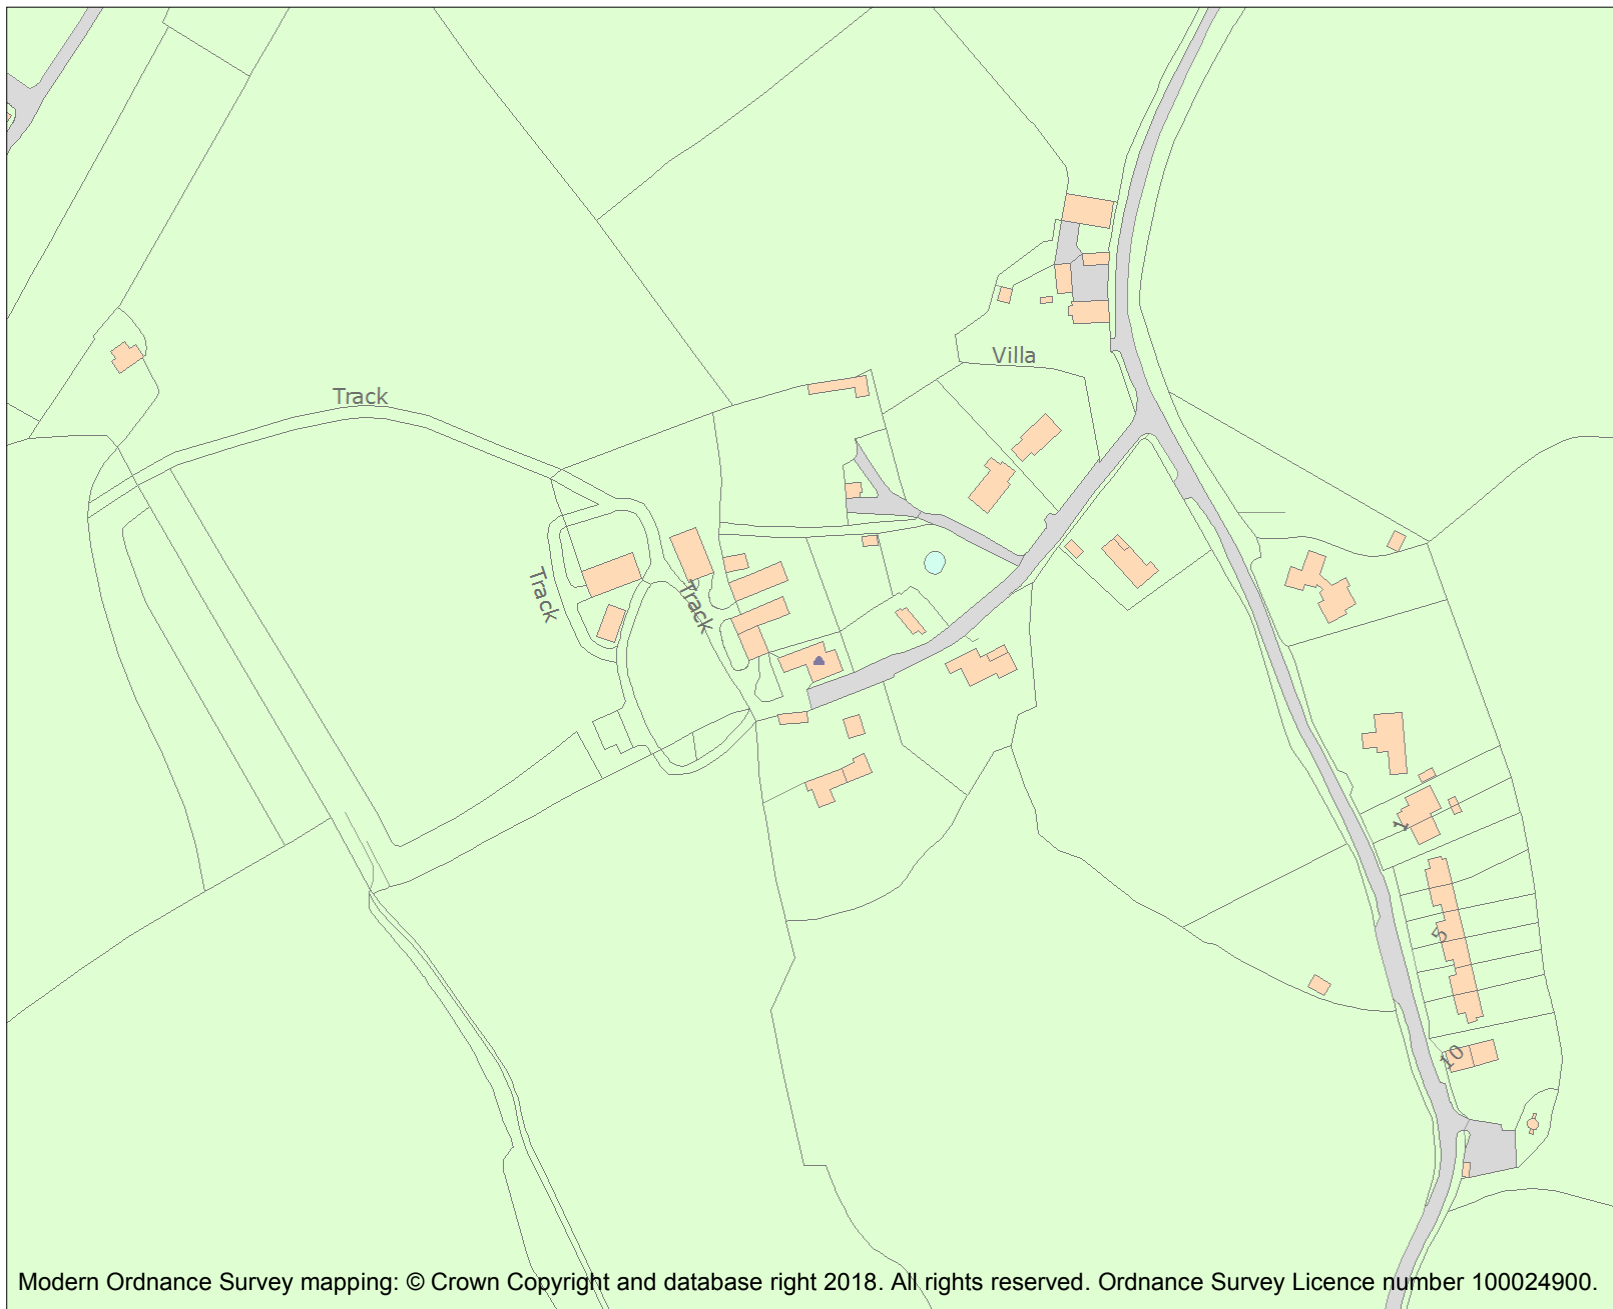 Villa
Track
Track
Track
1
5
10
Modern Ordnance Survey mapping: © Crown Copyright and database right 2018. All rights reserved. Ordnance Survey Licence number 100024900.